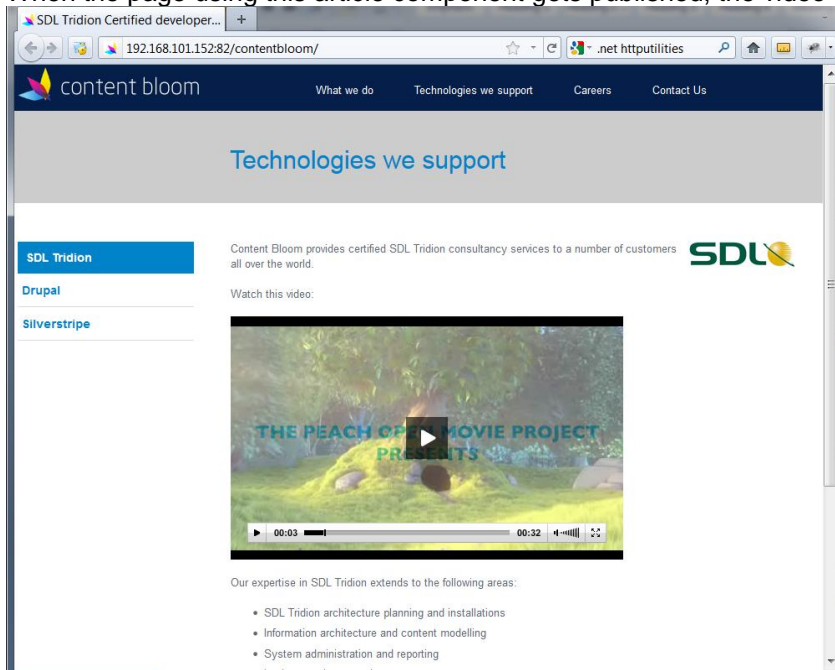 When the page using this article component gets published, the video
SDL Tridion Certified developer...
192.168.101.152:82/contentbloom/
.net httputilities
content bloom
What we do
Technologies we support
Careers
Contact Us
Technologies we support
SDL Tridion
Drupal
Silverstripe
Content Bloom provides certified SDL Tridion consultancy services to a number of customers
all over the world.
SDL
Watch this video:
THE PEACH OPEN MOVIE PROJECT
PRESENTS
00:03
00:32
Our expertise in SDL Tridion extends to the following areas:
• SDL Tridion architecture planning and installations
• Information architecture and content modelling
• System administration and reporting